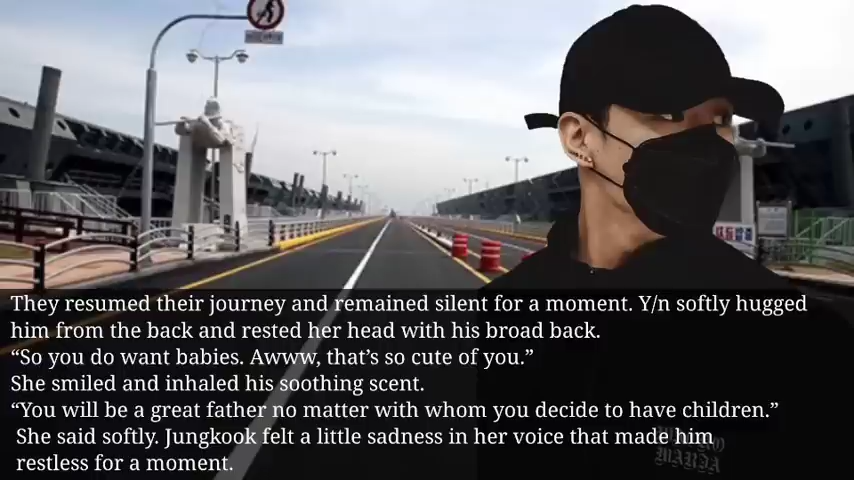 They resumed their journey and remained silent for a moment. Y/n softly hugged
him from the back and rested her head with his broad back.
“So you do want babies. Awww, that’s so cute of you.”
She smiled and inhaled his soothing scent.
“You will be a great father no matter with whom you decide to have children.”
She said softly. Jungkook felt a little sadness in her voice that made him
restless for a moment.
MARIA